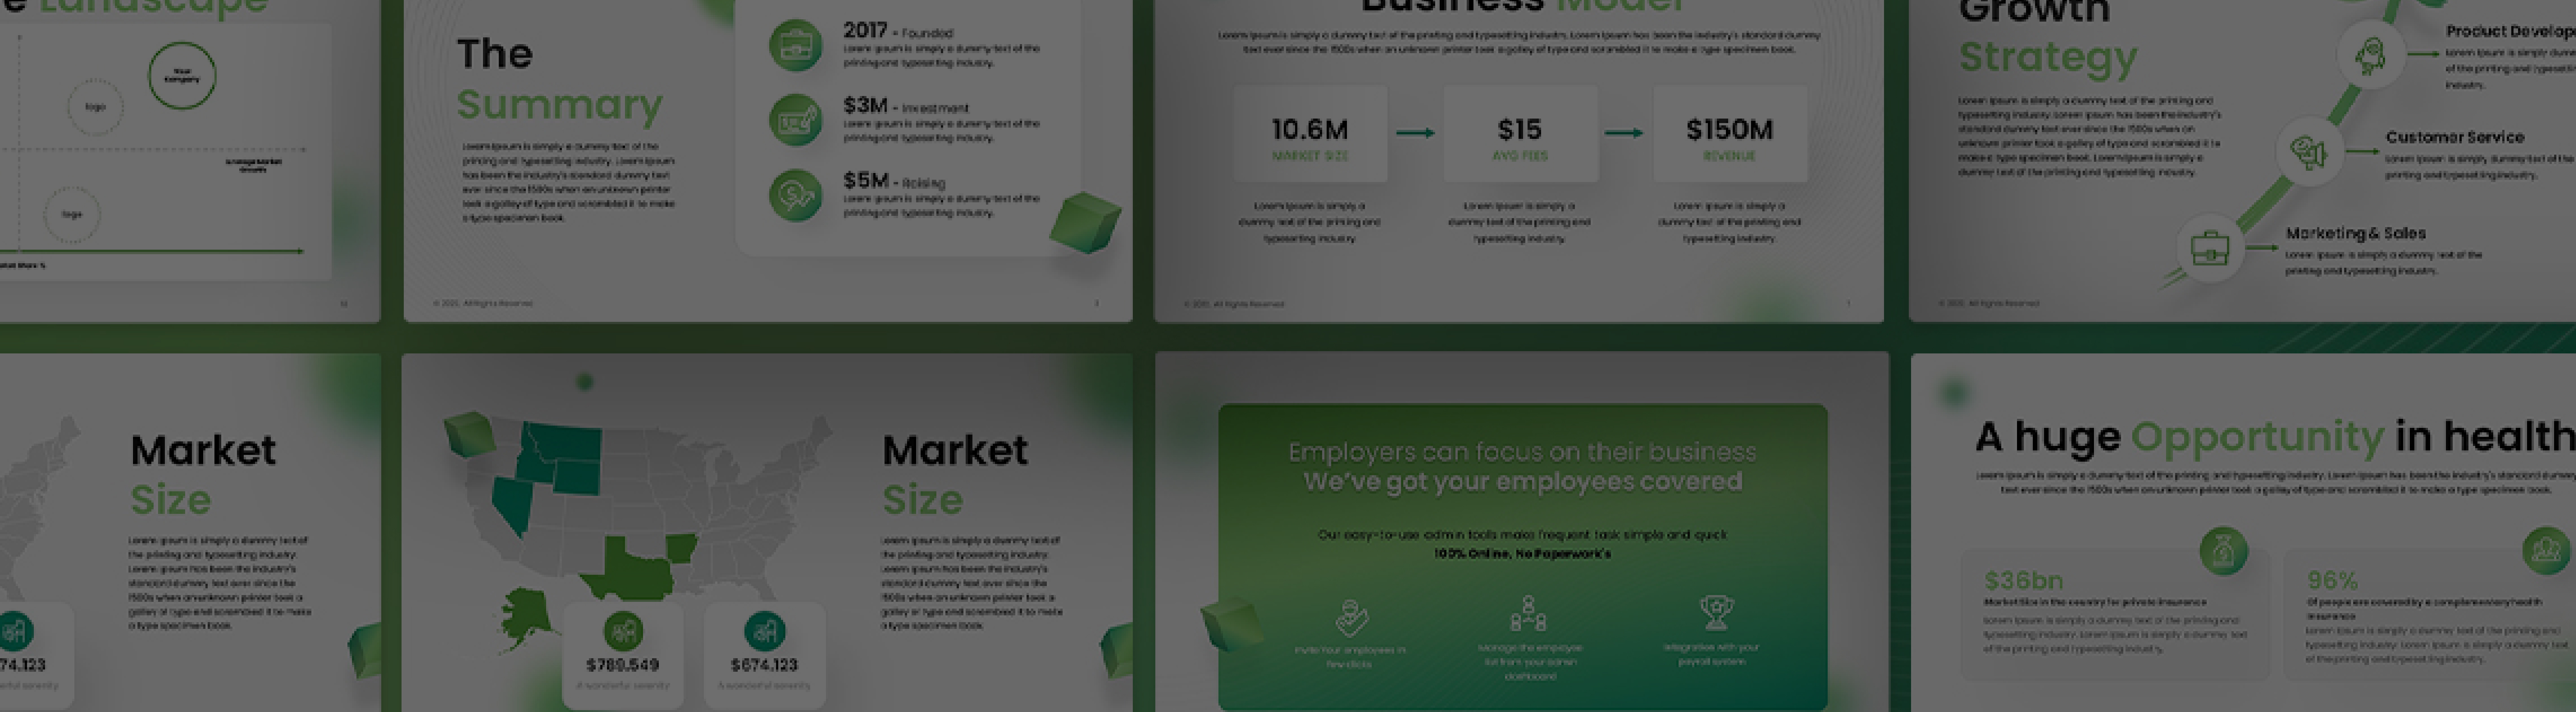 e Landscape
Your
Company
logo
Average Market
Growth
logo
Market Share %
12
The
Summary
Lorem Ipsum is simply a dummy text of the
printing and typesetting industry. Lorem Ipsum
has been the industry's standard dummy text
ever since the 1500s when an unknown printer
took a galley of type and scrambled it to make
a type specimen book.
2017 - Founded
Lorem Ipsum is simply a dummy text of the
printing and typesetting industry.
$3M - Investment
Lorem Ipsum is simply a dummy text of the
printing and typesetting industry.
$5M - Raising
Lorem Ipsum is simply a dummy text of the
printing and typesetting industry.
© 2020, All Rights Reserved
Business Model
Lorem Ipsum is simply a dummy text of the printing and typesetting industry. Lorem Ipsum has been the industry's standard dummy
text ever since the 1500s when an unknown printer took a galley of type and scrambled it to make a type specimen book.
10.6M
MARKET SIZE
$15
AVG FEES
$150M
REVENUE
Lorem Ipsum is simply a
dummy text of the printing and
typesetting industry.
Lorem Ipsum is simply a
dummy text of the printing and
typesetting industry.
Lorem Ipsum is simply a
dummy text of the printing and
typesetting industry.
© 2020, All Rights Reserved
Growth
Strategy
Lorem Ipsum is simply a dummy text of the printing and
typesetting industry. Lorem Ipsum has been the industry's
standard dummy text ever since the 1500s when an
unknown printer took a galley of type and scrambled it to
make a type specimen book. Lorem Ipsum is simply a
dummy text of the printing and typesetting industry.
Product Develop
Lorem Ipsum is simply dum
of the printing and typesetti
industry.
Customer Service
Lorem Ipsum is simply dummy text of the
printing and typesetting industry.
Marketing & Sales
Lorem Ipsum is simply a dummy text of the
printing and typesetting industry.
© 2020, All Rights Reserved
Market
Size
Lorem Ipsum is simply a dummy text of
the printing and typesetting industry.
Lorem Ipsum has been the industry's
standard dummy text ever since the
1500s when an unknown printer took a
galley of type and scrambled it to make
a type specimen book.
74.123
erful serenity
Market
Size
Lorem Ipsum is simply a dummy text of
the printing and typesetting industry.
Lorem Ipsum has been the industry's
standard dummy text ever since the
1500s when an unknown printer took a
galley of type and scrambled it to make
a type specimen book.
$789.549
A wonderful serenity
$674.123
A wonderful serenity
Employers can focus on their business
We've got your employees covered
Our easy-to-use admin tools make frequent task simple and quick
100% Online, No Paperwork's
Invite Your employees in
few clicks
Manage the employee
list from your admin
dashboard
Integration with your
payroll system
A huge Opportunity in health
Lorem Ipsum is simply a dummy text of the printing and typesetting industry. Lorem Ipsum has been the industry's standard dummy
text ever since the 1500s when an unknown printer took a galley of type and scrambled it to make a type specimen book.
$36bn
Market Size in the country for private insurance
Lorem Ipsum is simply a dummy text of the printing and
typesetting industry. Lorem Ipsum is simply a dummy text
of the printing and typesetting industry.
96%
Of people are covered by a complementary health
insurance
Lorem Ipsum is simply a dummy text of the printing and
typesetting industry. Lorem Ipsum is simply a dummy text
of the printing and typesetting industry.